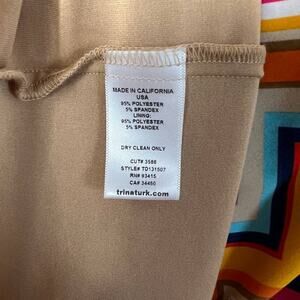 MADE IN CALIFORNIA
USA
95% POLYESTER
5% SPANDEX
LINING:
95% POLYESTER
5% SPANDEX
DRY CLEAN ONLY
CUT# 3588
STYLE# TD131507
RN# 93415
CA# 34450
trinaturk.com